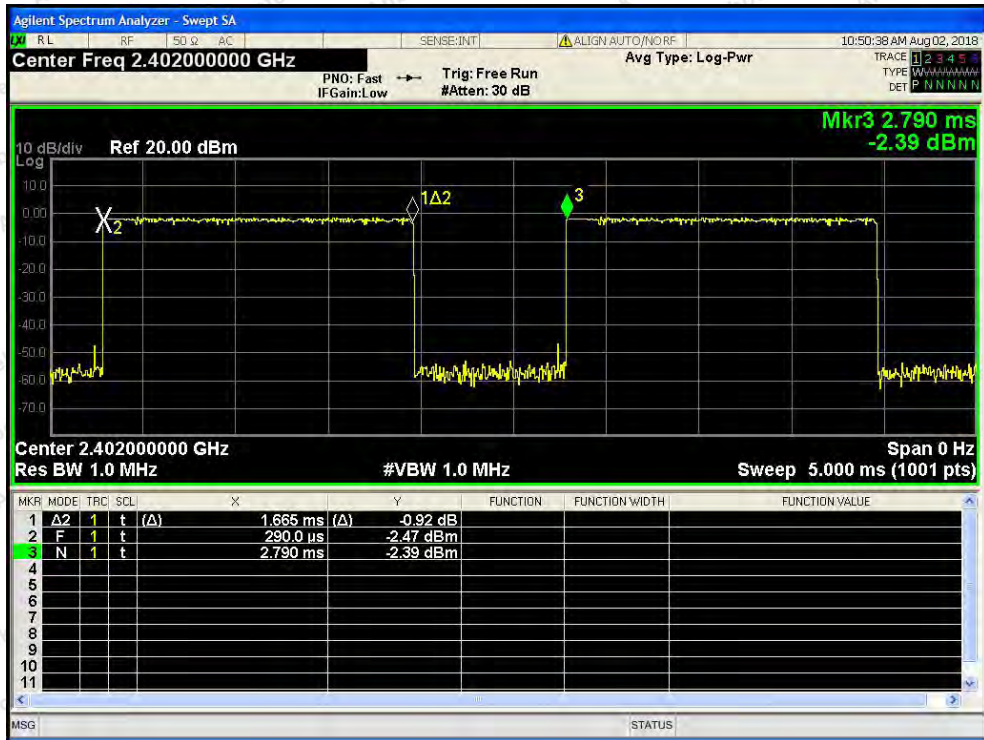 Agilent Spectrum Analyzer - Swept SA
LXI RL RF 50 Ω AC SENSE:INT ALIGN AUTO/NO RF 10:50:38 AM Aug 02, 2018
Center Freq 2.402000000 GHz Avg Type: Log-Pwr TRACE 1 2 3 4 5 6
PNO: Fast Trig: Free Run TYPE
IFGain:Low #Atten: 30 dB DET P N N N N N
Mkr3 2.790 ms
10 dB/div Ref 20.00 dBm -2.39 dBm
Log
10.0
0.00
-10.0
-20.0
-30.0
-40.0
-50.0
-60.0
-70.0
X2
1Δ2
3
Center 2.402000000 GHz Span 0 Hz
Res BW 1.0 MHz #VBW 1.0 MHz Sweep 5.000 ms (1001 pts)
MKR MODE TRC SCL X Y FUNCTION FUNCTION WIDTH FUNCTION VALUE
1 Δ2 1 t (Δ) 1.665 ms (Δ) -0.92 dB
2 F 1 t 290.0 µs -2.47 dBm
3 N 1 t 2.790 ms -2.39 dBm
4
5
6
7
8
9
10
11
MSG STATUS